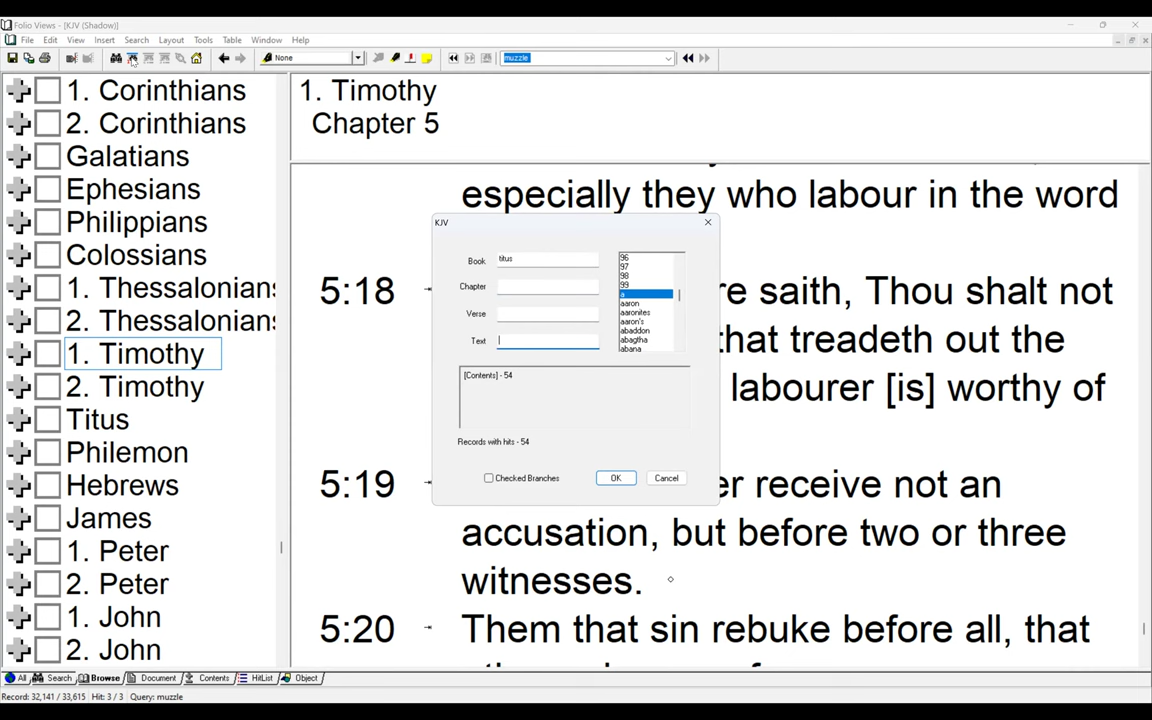 Folio Views - [KJV (Shadow)]
File Edit View Insert Search Layout Tools Table Window Help
None
muzzle
1. Corinthians
2. Corinthians
Galatians
Ephesians
Philippians
Colossians
1. Thessalonians
2. Thessalonians
1. Timothy
2. Timothy
Titus
Philemon
Hebrews
James
1. Peter
2. Peter
1. John
2. John
1. Timothy
Chapter 5
especially they who labour in the word
5:18 re saith, Thou shalt not
that treadeth out the
labourer [is] worthy of
5:19 er receive not an
accusation, but before two or three
witnesses.
5:20 Them that sin rebuke before all, that
KJV
Book titus
Chapter
Verse
Text
96
97
98
99
a
aaron
aaronites
aaron's
abaddon
abagtha
abana
[Contents] - 54
Records with hits - 54
Checked Branches OK Cancel
All Search Browse Document Contents HitList Object
Record: 32,141 / 33,615 Hit: 3 / 3 Query: muzzle